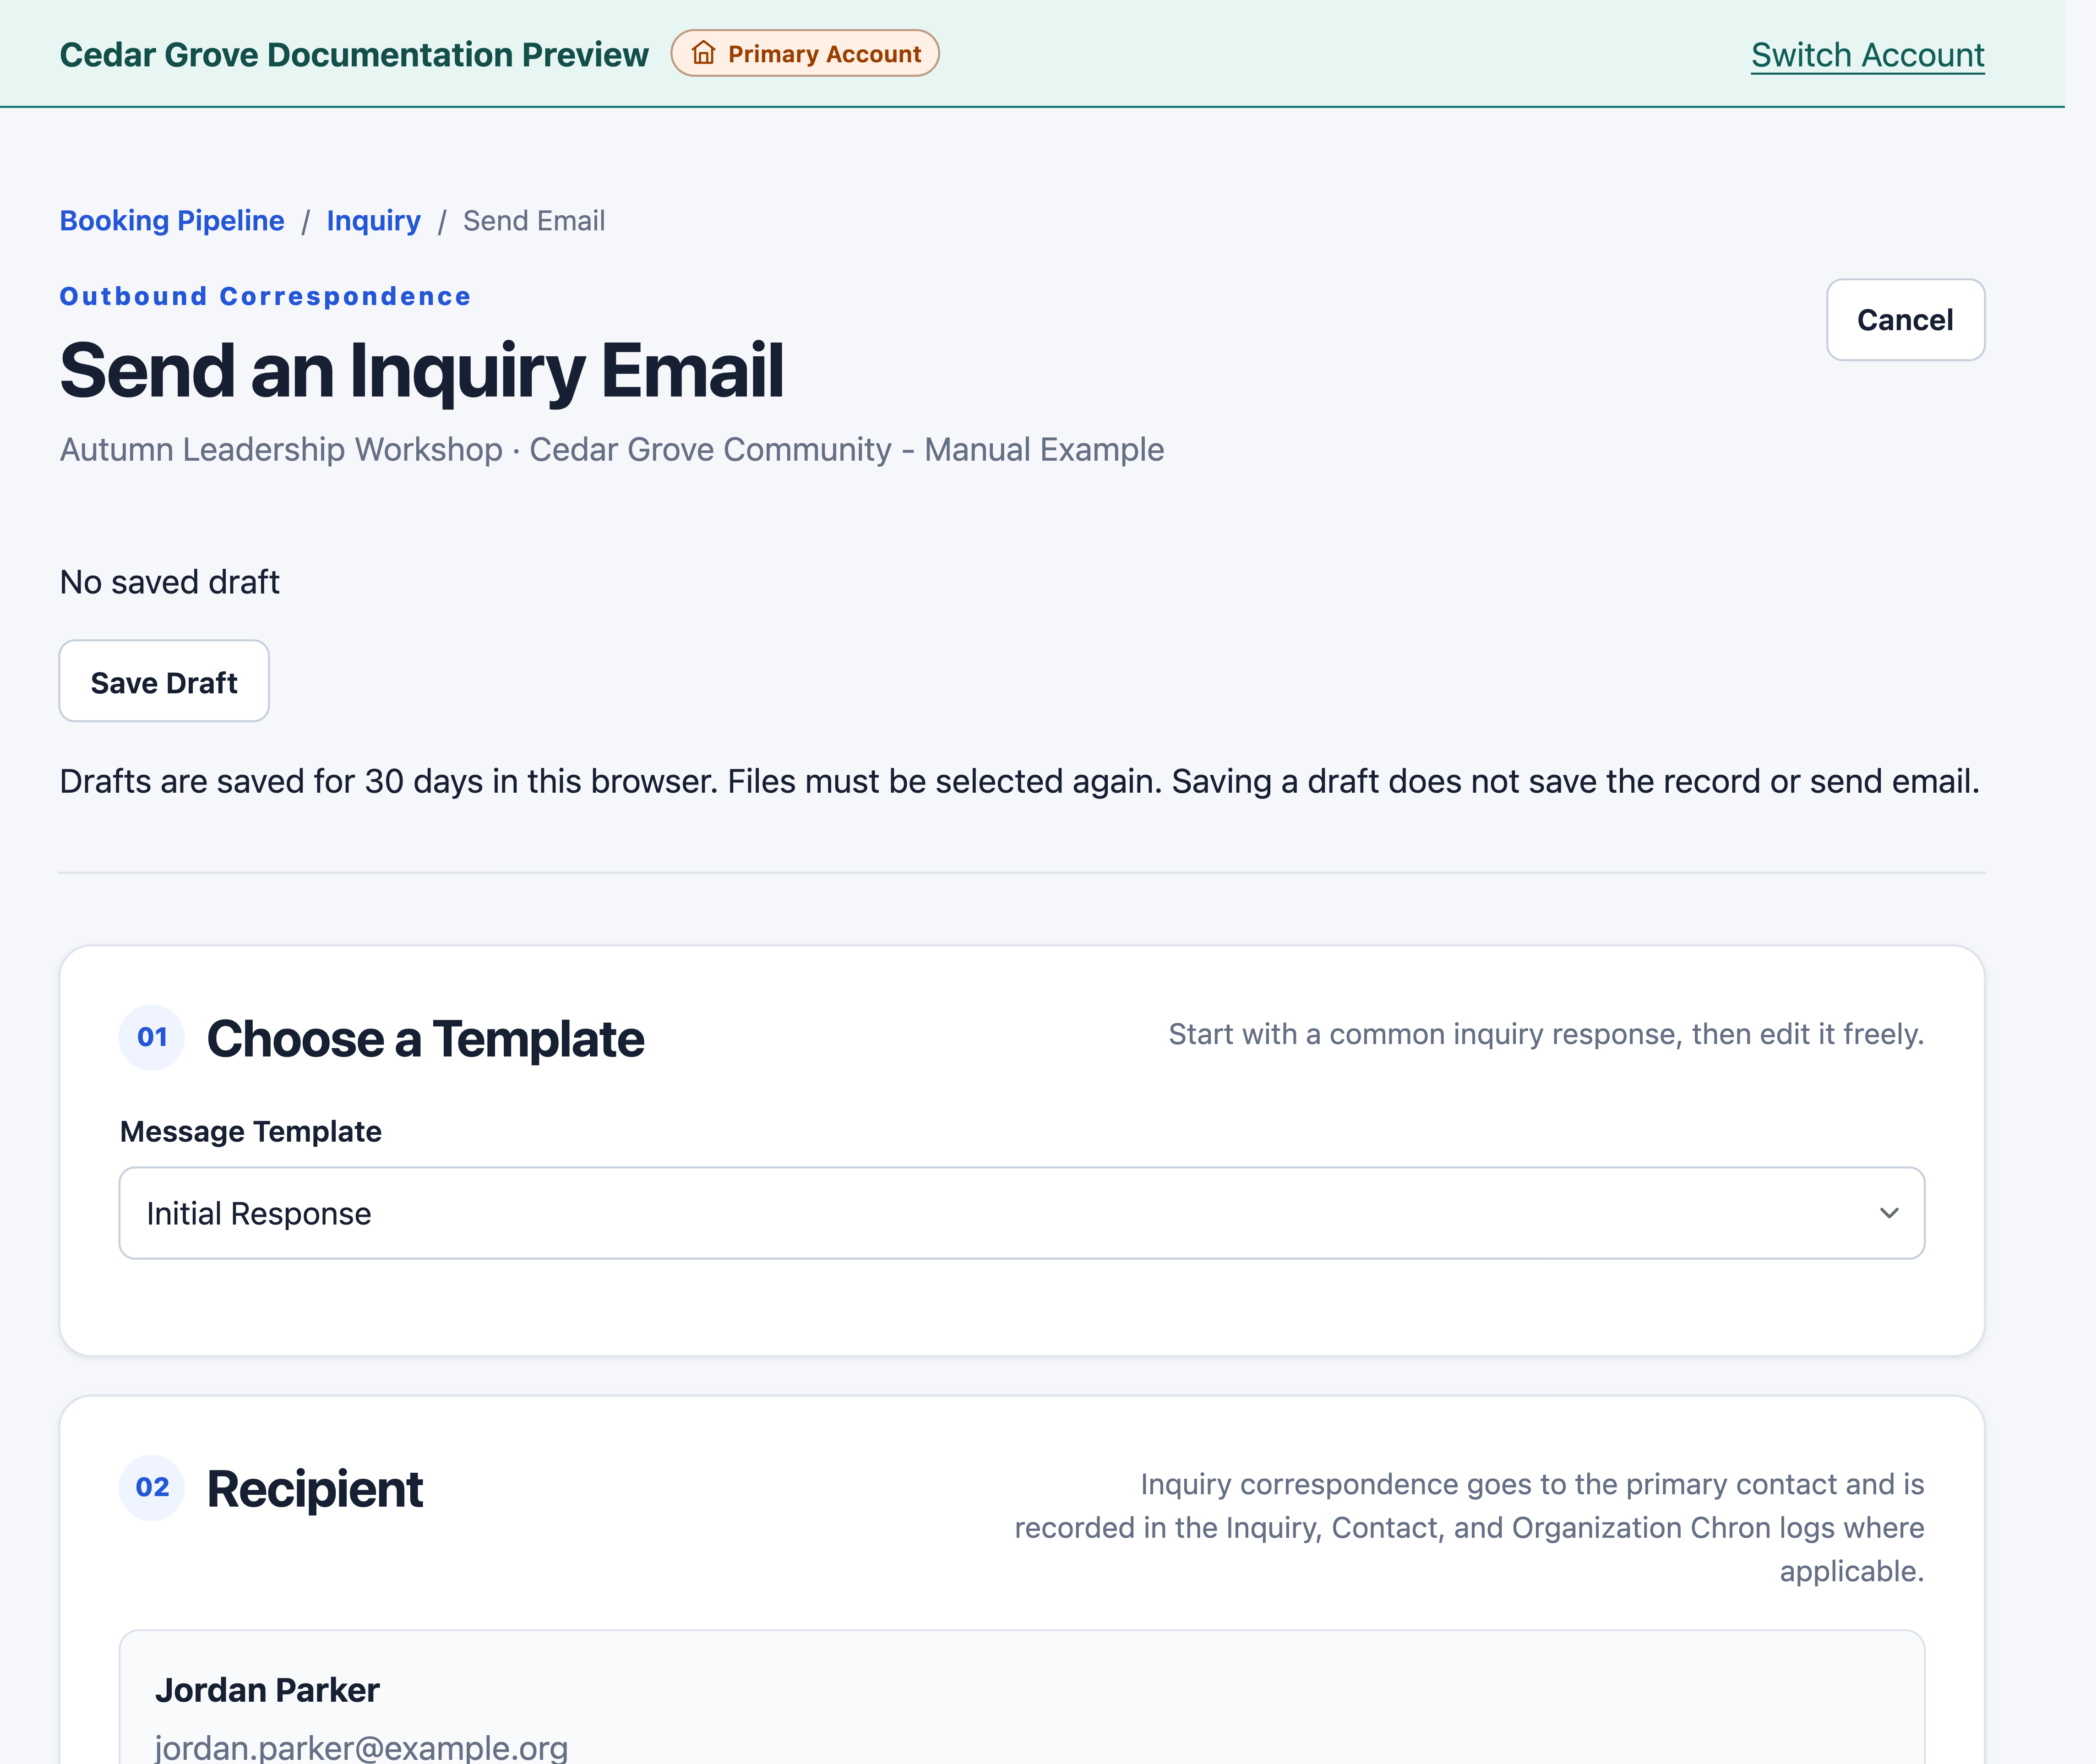 Cedar Grove Documentation Preview
Primary Account
Switch Account
Booking Pipeline / Inquiry / Send Email
Outbound Correspondence
Cancel
Send an Inquiry Email
Autumn Leadership Workshop · Cedar Grove Community - Manual Example
No saved draft
Save Draft
Drafts are saved for 30 days in this browser. Files must be selected again. Saving a draft does not save the record or send email.
01
Choose a Template
Start with a common inquiry response, then edit it freely.
Message Template
Initial Response
02
Recipient
Inquiry correspondence goes to the primary contact and is
recorded in the Inquiry, Contact, and Organization Chron logs where
applicable.
Jordan Parker
jordan.parker@example.org